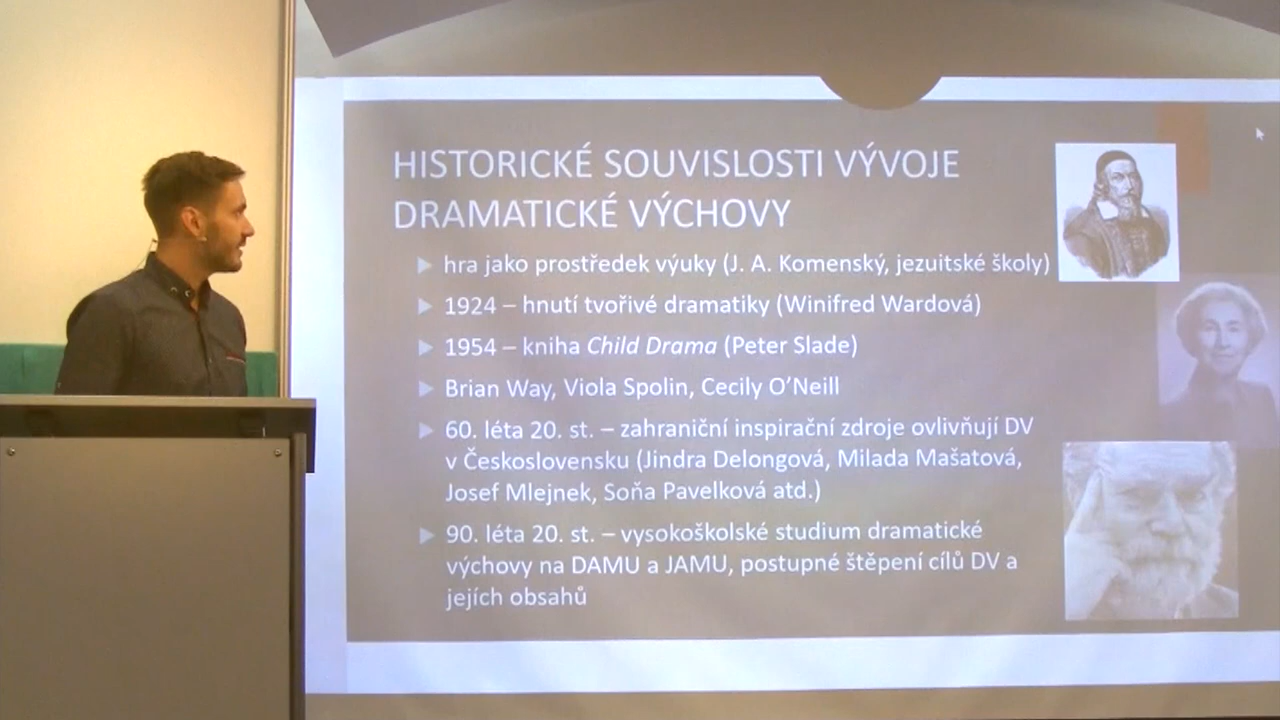 HISTORICKÉ SOUVISLOSTI VÝVOJE
DRAMATICKÉ VÝCHOVY
hra jako prostředek výuky (J. A. Komenský, jezuitské školy)
1924 – hnutí tvořivé dramatiky (Winifred Wardová)
1954 – kniha Child Drama (Peter Slade)
Brian Way, Viola Spolin, Cecily O’Neill
60. léta 20. st. – zahraniční inspirační zdroje ovlivňují DV
v Československu (Jindra Delongová, Milada Mašatová,
Josef Mlejnek, Soňa Pavelková atd.)
90. léta 20. st. – vysokoškolské studium dramatické
výchovy na DAMU a JAMU, postupné štěpení cílů DV a
jejích obsahů